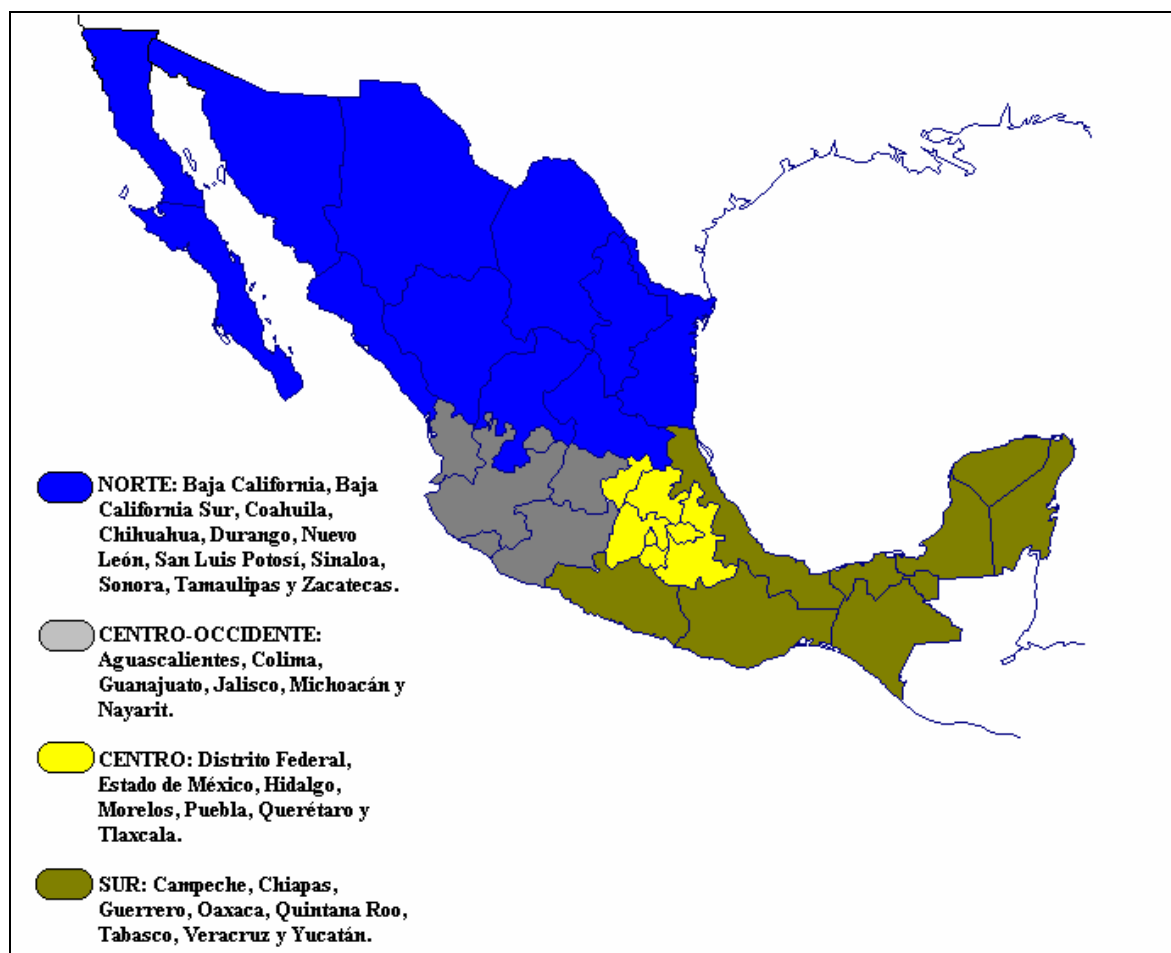 NORTE: Baja California, Baja
California Sur, Coahuila,
Chihuahua, Durango, Nuevo
León, San Luis Potosí, Sinaloa,
Sonora, Tamaulipas y Zacatecas.
CENTRO-OCCIDENTE:
Aguascalientes, Colima,
Guanajuato, Jalisco, Michoacán y
Nayarit.
CENTRO: Distrito Federal,
Estado de México, Hidalgo,
Morelos, Puebla, Querétaro y
Tlaxcala.
SUR: Campeche, Chiapas,
Guerrero, Oaxaca, Quintana Roo,
Tabasco, Veracruz y Yucatán.